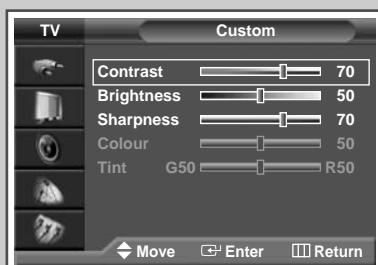 TV Custom
Contrast 70
Brightness 50
Sharpness 70
Colour 50
Tint G50 R50
Move Enter Return